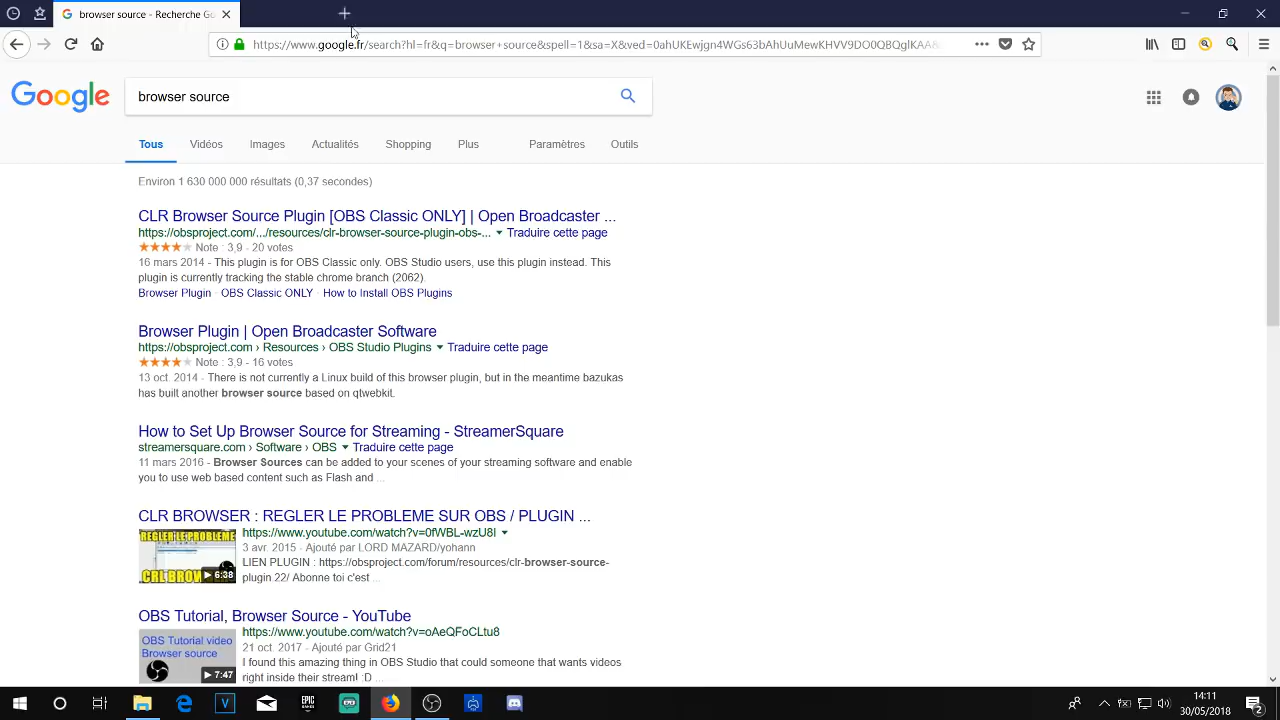 browser source - Recherche Go
https://www.google.fr/search?hl=fr&q=browser+source&spell=1&sa=X&ved=0ahUKEwjgn4WGs63bAhUuMewKHVV9DO0QBQglKAA&
Google
browser source
Tous Vidéos Images Actualités Shopping Plus Paramètres Outils
Environ 1 630 000 000 résultats (0,37 secondes)
CLR Browser Source Plugin [OBS Classic ONLY] | Open Broadcaster ...
https://obsproject.com/.../resources/clr-browser-source-plugin-obs-... Traduire cette page
Note : 3,9 - 20 votes
16 mars 2014 - This plugin is for OBS Classic only. OBS Studio users, use this plugin instead. This
plugin is currently tracking the stable chrome branch (2062).
Browser Plugin · OBS Classic ONLY · How to Install OBS Plugins
Browser Plugin | Open Broadcaster Software
https://obsproject.com › Resources › OBS Studio Plugins Traduire cette page
Note : 3,9 - 16 votes
13 oct. 2014 - There is not currently a Linux build of this browser plugin, but in the meantime bazukas
has built another browser source based on qtwebkit.
How to Set Up Browser Source for Streaming - StreamerSquare
streamersquare.com › Software › OBS Traduire cette page
11 mars 2016 - Browser Sources can be added to your scenes of your streaming software and enable
you to use web based content such as Flash and ...
CLR BROWSER : REGLER LE PROBLEME SUR OBS / PLUGIN ...
REGLER LE PROBLEME
CRL BROW
6:38
https://www.youtube.com/watch?v=0fWBL-wzU8I
3 avr. 2015 - Ajouté par LORD MAZARD/yohann
LIEN PLUGIN : https://obsproject.com/forum/resources/clr-browser-source-
plugin.22/ Abonne toi c'est ...
OBS Tutorial, Browser Source - YouTube
OBS Tutorial video
Browser source
7:47
https://www.youtube.com/watch?v=oAeQFoCLtu8
21 oct. 2017 - Ajouté par Grid21
I found this amazing thing in OBS Studio that could someone that wants videos
right inside their stream! :D ...
V
EPIC
GAMES
14:11
30/05/2018
2